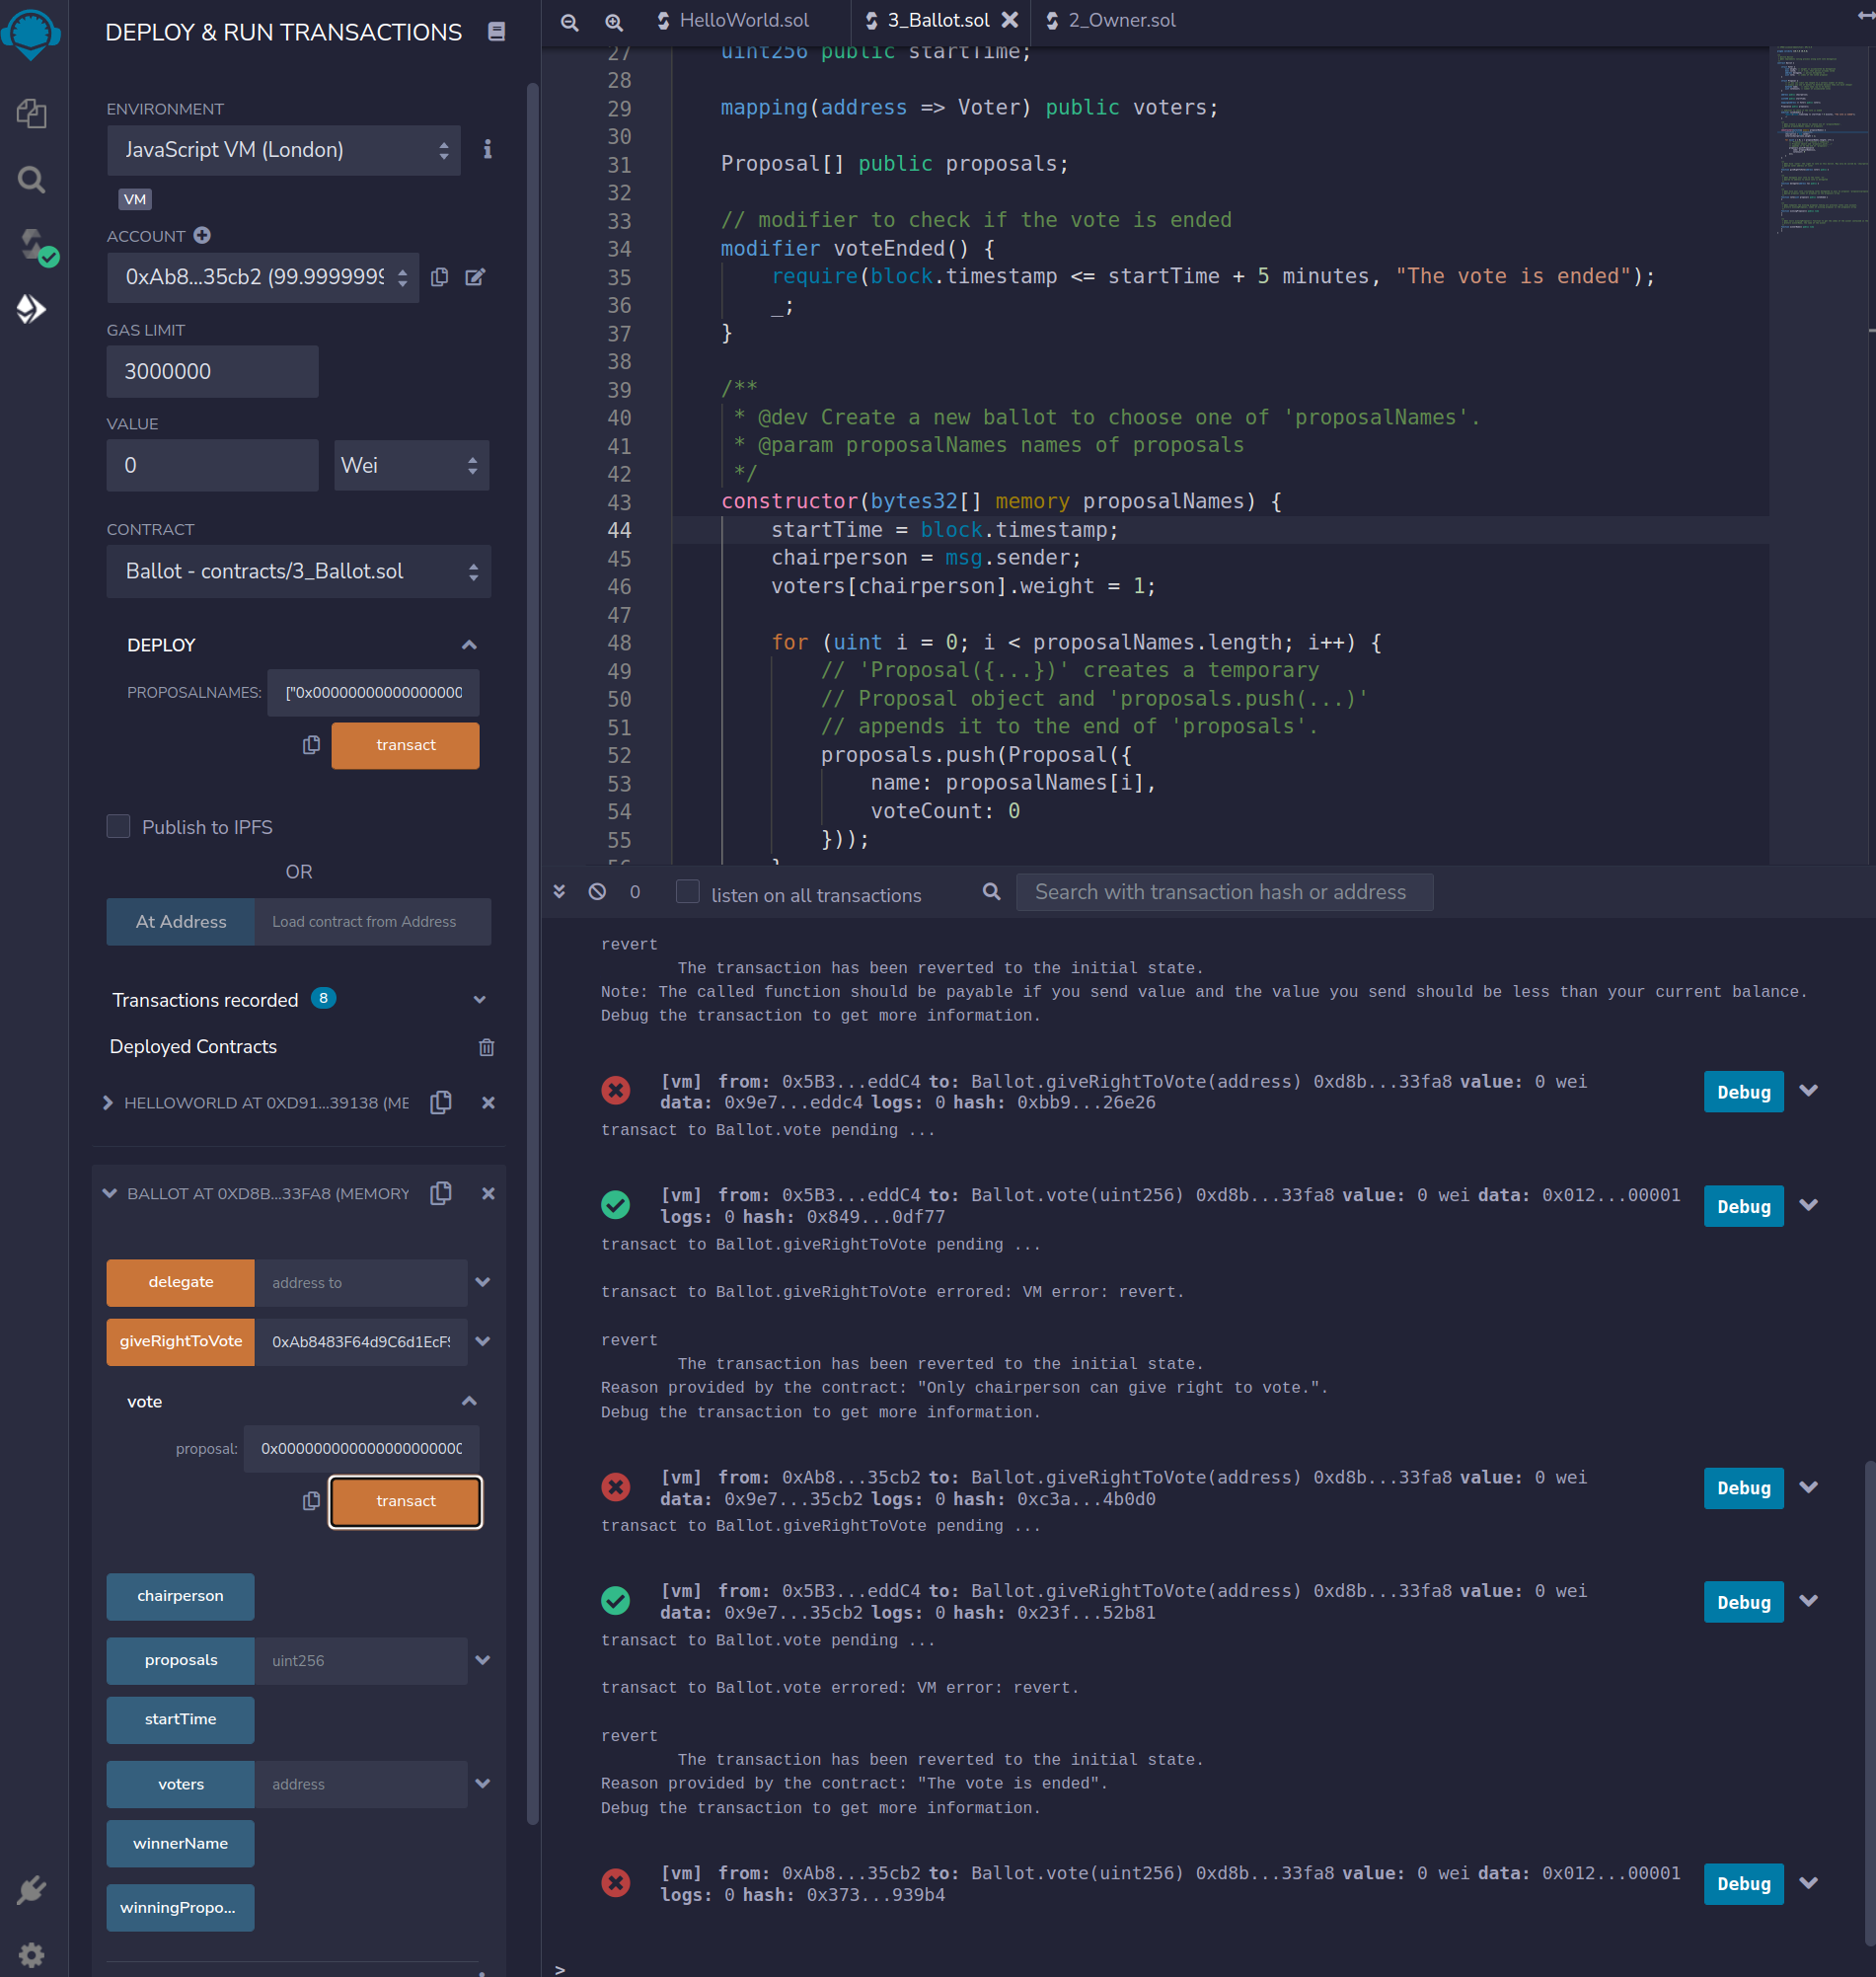 DEPLOY & RUN TRANSACTIONS
ENVIRONMENT
JavaScript VM (London)
VM
ACCOUNT
0xAb8...35cb2 (99.9999999
GAS LIMIT
3000000
VALUE
0
Wei
CONTRACT
Ballot - contracts/3_Ballot.sol
DEPLOY
PROPOSALNAMES:
["0x00000000000000000
transact
Publish to IPFS
OR
At Address
Load contract from Address
Transactions recorded 8
Deployed Contracts
HELLOWORLD AT 0XD91...39138 (ME
BALLOT AT 0XD8B...33FA8 (MEMORY
delegate
address to
giveRightToVote
0xAb8483F64d9C6d1EcF9
vote
proposal:
0x0000000000000000000000
transact
chairperson
proposals
uint256
startTime
voters
address
winnerName
winningPropo...
HelloWorld.sol
3_Ballot.sol
2_Owner.sol
27 uint256 public startTime;
28
29 mapping(address => Voter) public voters;
30
31 Proposal[] public proposals;
32
33 // modifier to check if the vote is ended
34 modifier voteEnded() {
35 require(block.timestamp <= startTime + 5 minutes, "The vote is ended");
36 _;
37 }
38
39 /**
40 * @dev Create a new ballot to choose one of 'proposalNames'.
41 * @param proposalNames names of proposals
42 */
43 constructor(bytes32[] memory proposalNames) {
44 startTime = block.timestamp;
45 chairperson = msg.sender;
46 voters[chairperson].weight = 1;
47
48 for (uint i = 0; i < proposalNames.length; i++) {
49 // 'Proposal({...})' creates a temporary
50 // Proposal object and 'proposals.push(...)'
51 // appends it to the end of 'proposals'.
52 proposals.push(Proposal({
53 name: proposalNames[i],
54 voteCount: 0
55 }));
56 }
0
listen on all transactions
Search with transaction hash or address
revert
The transaction has been reverted to the initial state.
Note: The called function should be payable if you send value and the value you send should be less than your current balance.
Debug the transaction to get more information.
[vm] from: 0x5B3...eddC4 to: Ballot.giveRightToVote(address) 0xd8b...33fa8 value: 0 wei
data: 0x9e7...eddc4 logs: 0 hash: 0xbb9...26e26
Debug
transact to Ballot.vote pending ...
[vm] from: 0x5B3...eddC4 to: Ballot.vote(uint256) 0xd8b...33fa8 value: 0 wei data: 0x012...00001
logs: 0 hash: 0x849...0df77
Debug
transact to Ballot.giveRightToVote pending ...
transact to Ballot.giveRightToVote errored: VM error: revert.
revert
The transaction has been reverted to the initial state.
Reason provided by the contract: "Only chairperson can give right to vote.".
Debug the transaction to get more information.
[vm] from: 0xAb8...35cb2 to: Ballot.giveRightToVote(address) 0xd8b...33fa8 value: 0 wei
data: 0x9e7...35cb2 logs: 0 hash: 0xc3a...4b0d0
Debug
transact to Ballot.giveRightToVote pending ...
[vm] from: 0x5B3...eddC4 to: Ballot.giveRightToVote(address) 0xd8b...33fa8 value: 0 wei
data: 0x9e7...35cb2 logs: 0 hash: 0x23f...52b81
Debug
transact to Ballot.vote pending ...
transact to Ballot.vote errored: VM error: revert.
revert
The transaction has been reverted to the initial state.
Reason provided by the contract: "The vote is ended".
Debug the transaction to get more information.
[vm] from: 0xAb8...35cb2 to: Ballot.vote(uint256) 0xd8b...33fa8 value: 0 wei data: 0x012...00001
logs: 0 hash: 0x373...939b4
Debug
>